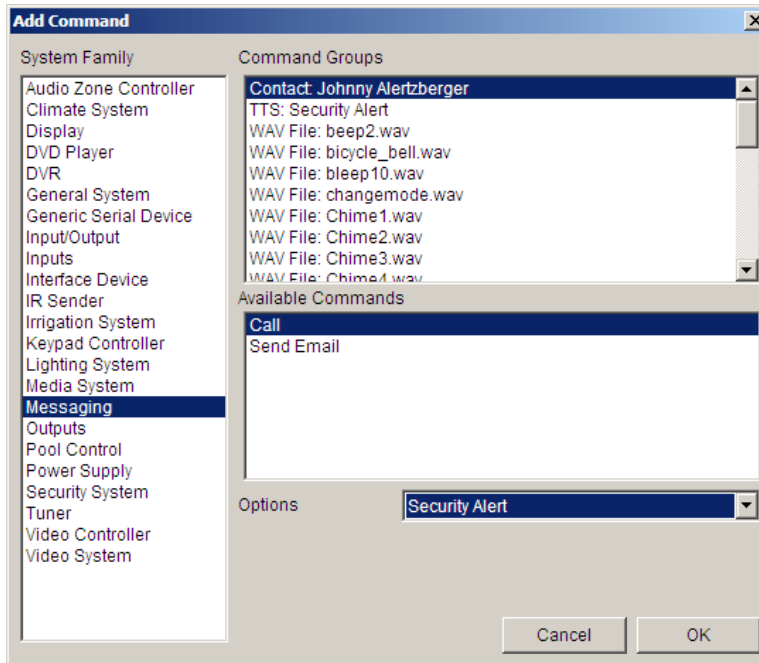 Add Command
System Family
Audio Zone Controller
Climate System
Display
DVD Player
DVR
General System
Generic Serial Device
Input/Output
Inputs
Interface Device
IR Sender
Irrigation System
Keypad Controller
Lighting System
Media System
Messaging
Outputs
Pool Control
Power Supply
Security System
Tuner
Video Controller
Video System
Command Groups
Contact: Johnny Alertzberger
TTS: Security Alert
WAV File: beep2.wav
WAV File: bicycle_bell.wav
WAV File: bleep10.wav
WAV File: changemode.wav
WAV File: Chime1.wav
WAV File: Chime2.wav
WAV File: Chime3.wav
WAV File: Chime4.wav
Available Commands
Call
Send Email
Options
Security Alert
Cancel
OK